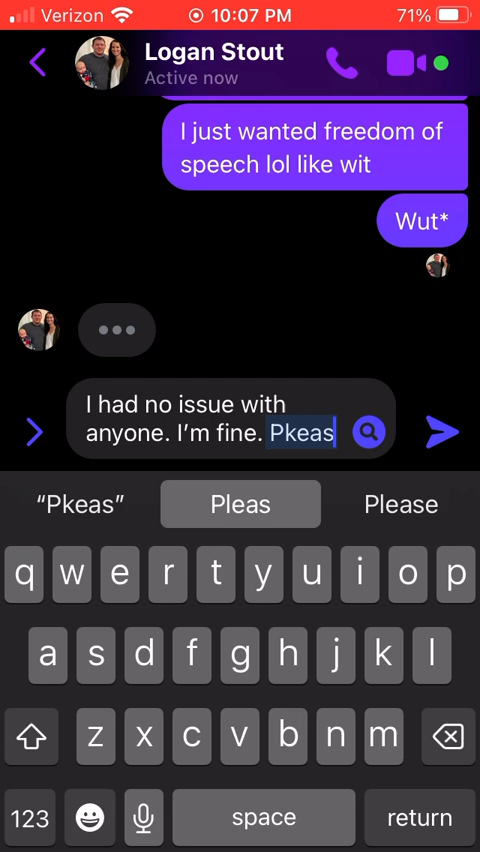 Verizon 10:07 PM 71%
Logan Stout
Active now
I just wanted freedom of
speech lol like wit
Wut*
I had no issue with
anyone. I’m fine. Pkeas
“Pkeas” Pleas Please
q w e r t y u i o p
a s d f g h j k l
z x c v b n m
123 space return